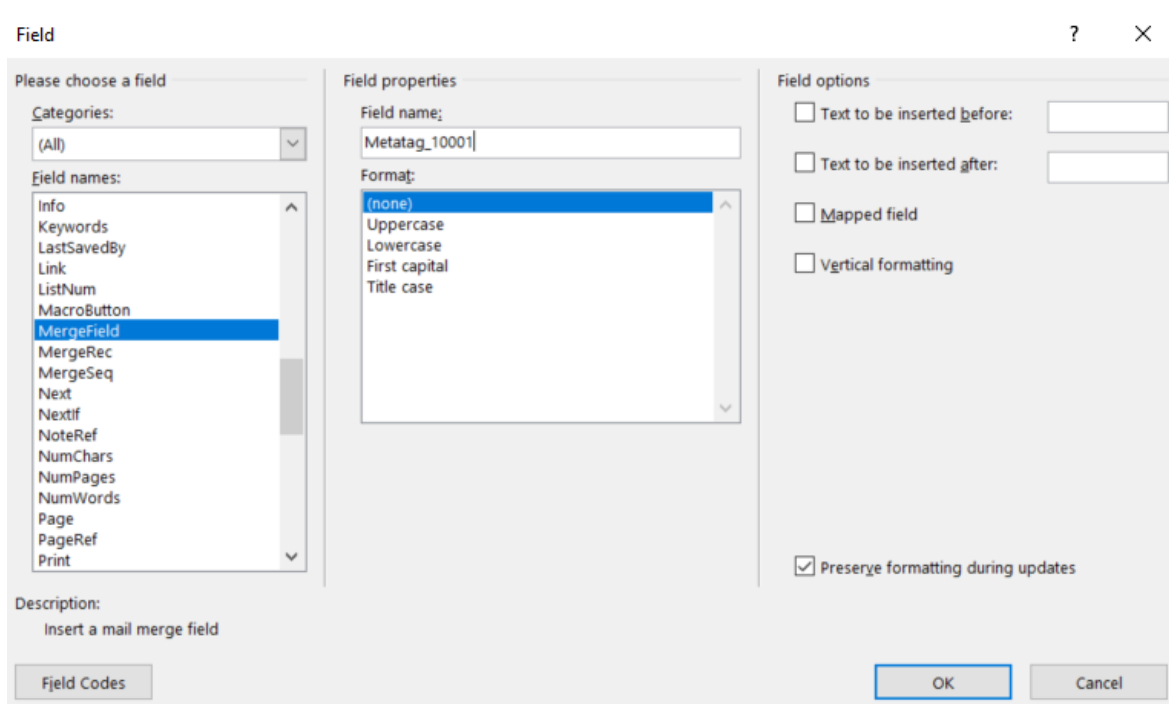 Field
?
Please choose a field
Categories:
(All)
Field names:
Info
Keywords
LastSavedBy
Link
ListNum
MacroButton
MergeField
MergeRec
MergeSeq
Next
NextIf
NoteRef
NumChars
NumPages
NumWords
Page
PageRef
Print
Field properties
Field name:
Metatag_10001
Format:
(none)
Uppercase
Lowercase
First capital
Title case
Field options
Text to be inserted before:
Text to be inserted after:
Mapped field
Vertical formatting
Preserve formatting during updates
Description:
Insert a mail merge field
Field Codes
OK
Cancel